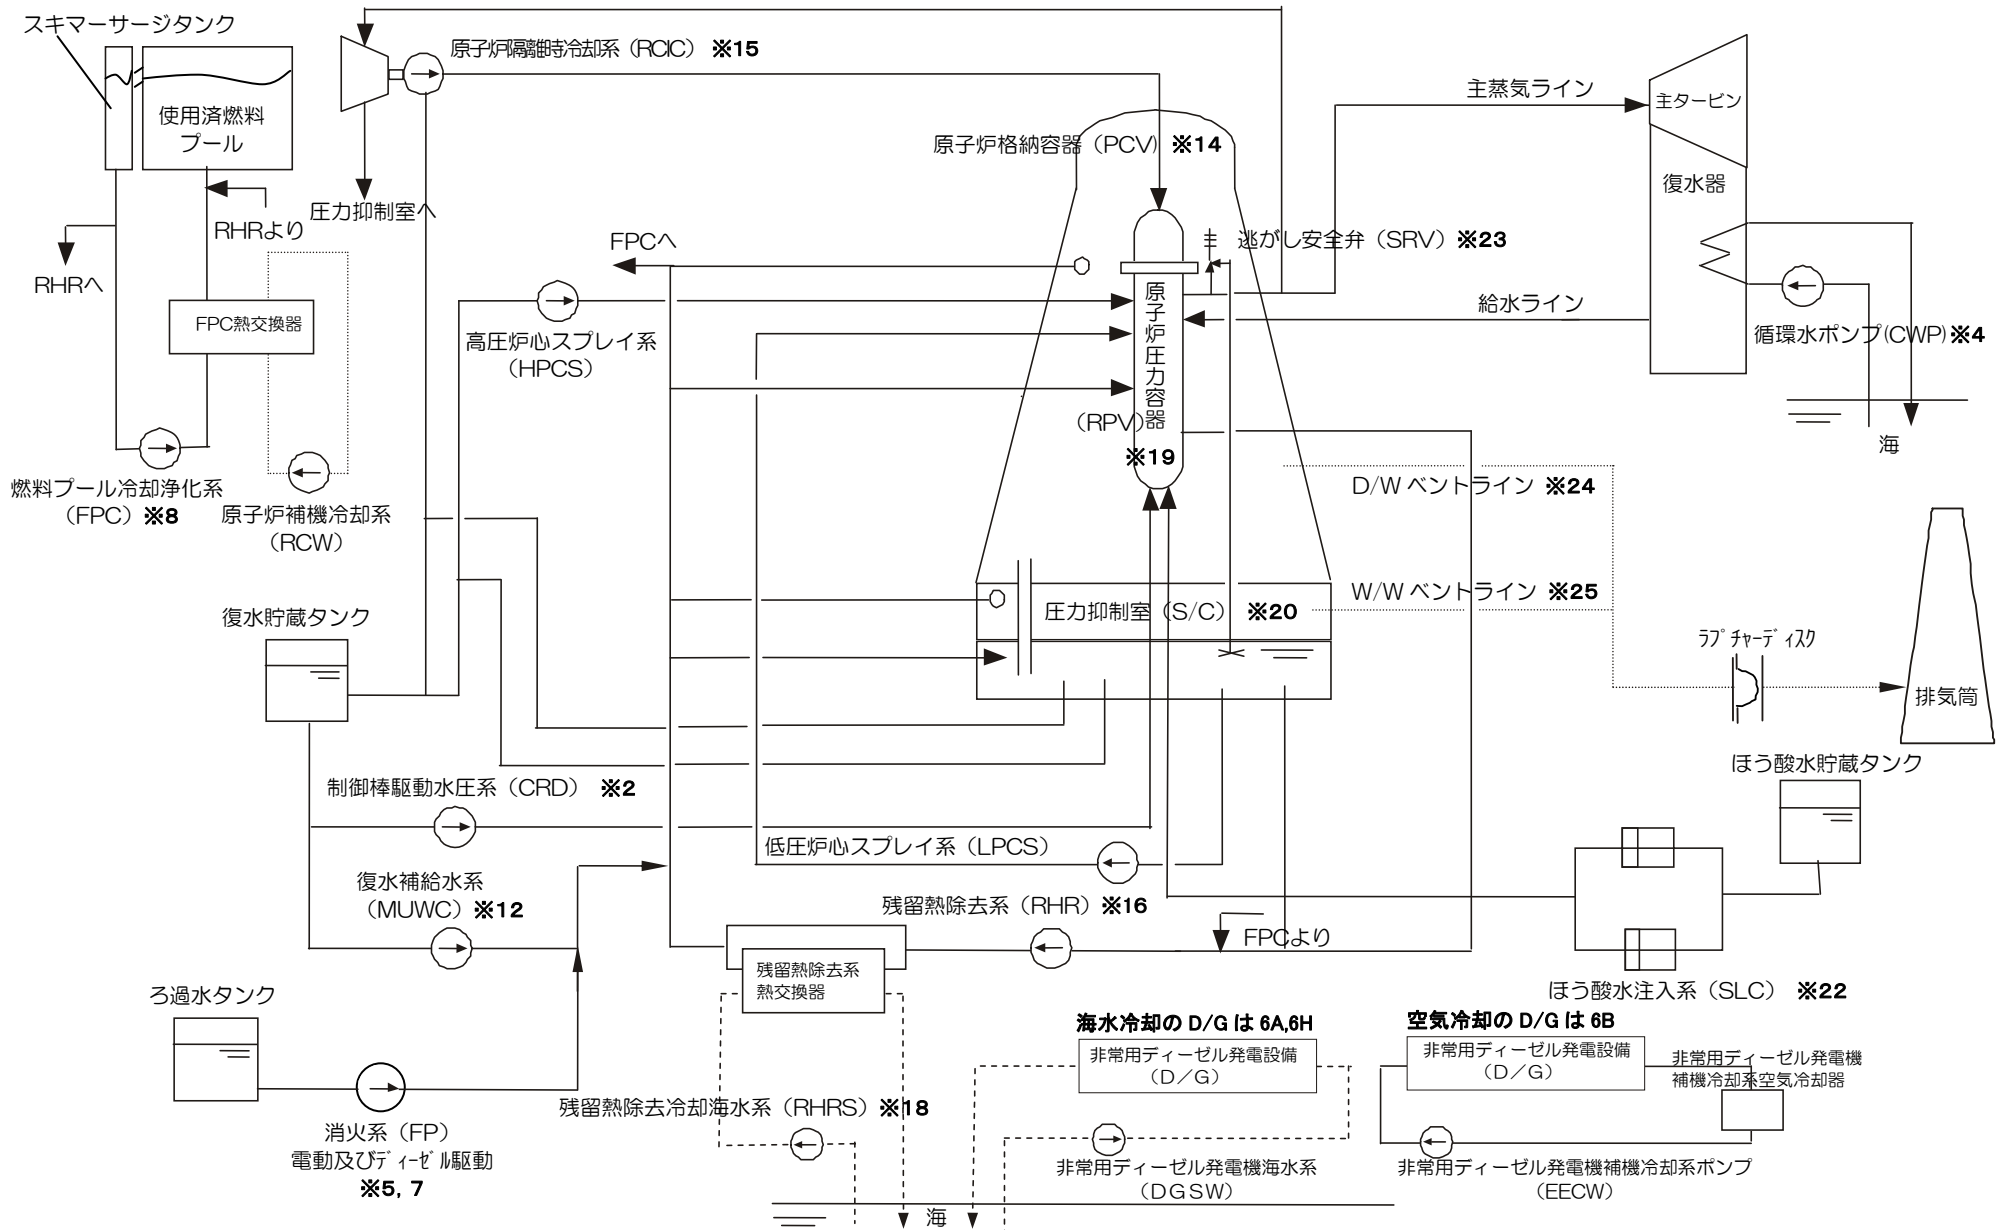 スキマーサージタンク
使用済燃料
プール
RHRへ
RHRより
FPC熱交換器
燃料プール冷却浄化系
(FPC) ※8
原子炉補機冷却系
(RCW)
原子炉隔離時冷却系(RCIC) ※15
圧力抑制室へ
原子炉格納容器(PCV) ※14
主蒸気ライン
主タービン
復水器
FPCへ
逃がし安全弁(SRV)※23
給水ライン
循環水ポンプ(CWP)※4
海
高圧炉心スプレイ系
(HPCS)
原子炉圧力容器
(RPV)
※19
D/W ベントライン ※24
W/W ベントライン ※25
圧力抑制室(S/C) ※20
ラプチャーディスク
排気筒
復水貯蔵タンク
制御棒駆動水圧系(CRD) ※2
低圧炉心スプレイ系(LPCS)
復水補給水系
(MUWC)※12
残留熱除去系(RHR)※16
FPCより
残留熱除去系
熱交換器
ほう酸水貯蔵タンク
ほう酸水注入系(SLC) ※22
ろ過水タンク
消火系(FP)
電動及びディーゼル駆動
※5, 7
残留熱除去冷却海水系(RHRS)※18
海水冷却の D/G は 6A,6H
非常用ディーゼル発電設備
(D/G)
非常用ディーゼル発電機海水系
(DGSW)
海
空気冷却の D/G は 6B
非常用ディーゼル発電設備
(D/G)
非常用ディーゼル発電機
補機冷却系空気冷却器
非常用ディーゼル発電機補機冷却系ポンプ
(EECW)